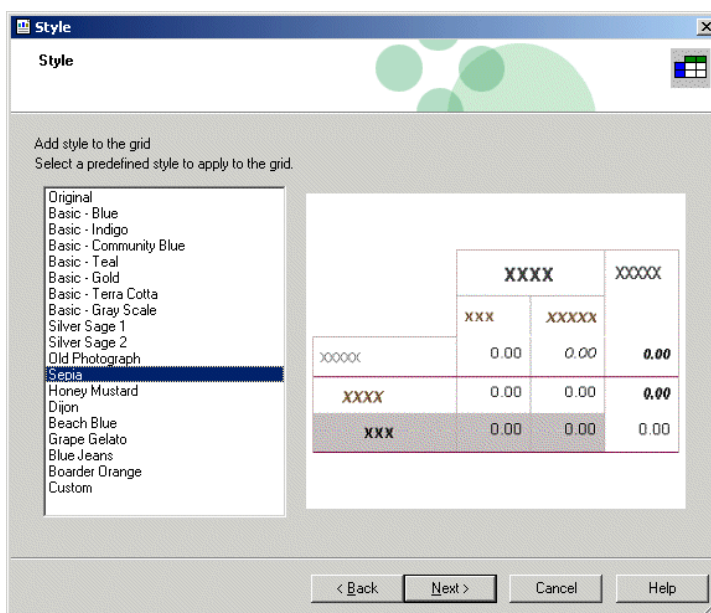 Style
Style
Add style to the grid
Select a predefined style to apply to the grid.
Original
Basic - Blue
Basic - Indigo
Basic - Community Blue
Basic - Teal
Basic - Gold
Basic - Terra Cotta
Basic - Gray Scale
Silver Sage 1
Silver Sage 2
Old Photograph
Sepia
Honey Mustard
Dijon
Beach Blue
Grape Gelato
Blue Jeans
Boarder Orange
Custom
XXXX XXXXX
XXX XXXXX
XXXXX 0.00 0.00 0.00
XXXX 0.00 0.00 0.00
XXX 0.00 0.00 0.00
< Back Next > Cancel Help